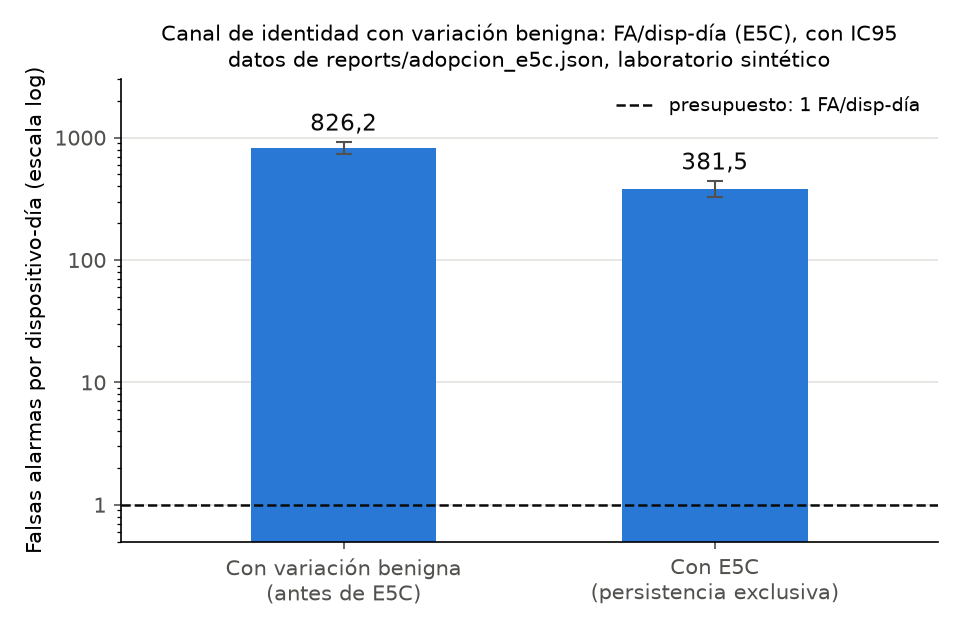 Canal de identidad con variación benigna: FA/disp-día (E5C), con IC95
datos de reports/adopcion_e5c.json, laboratorio sintético
Falsas alarmas por dispositivo-día (escala log)
presupuesto: 1 FA/disp-día
826,2
381,5
1000
100
10
1
Con variación benigna
(antes de E5C)
Con E5C
(persistencia exclusiva)